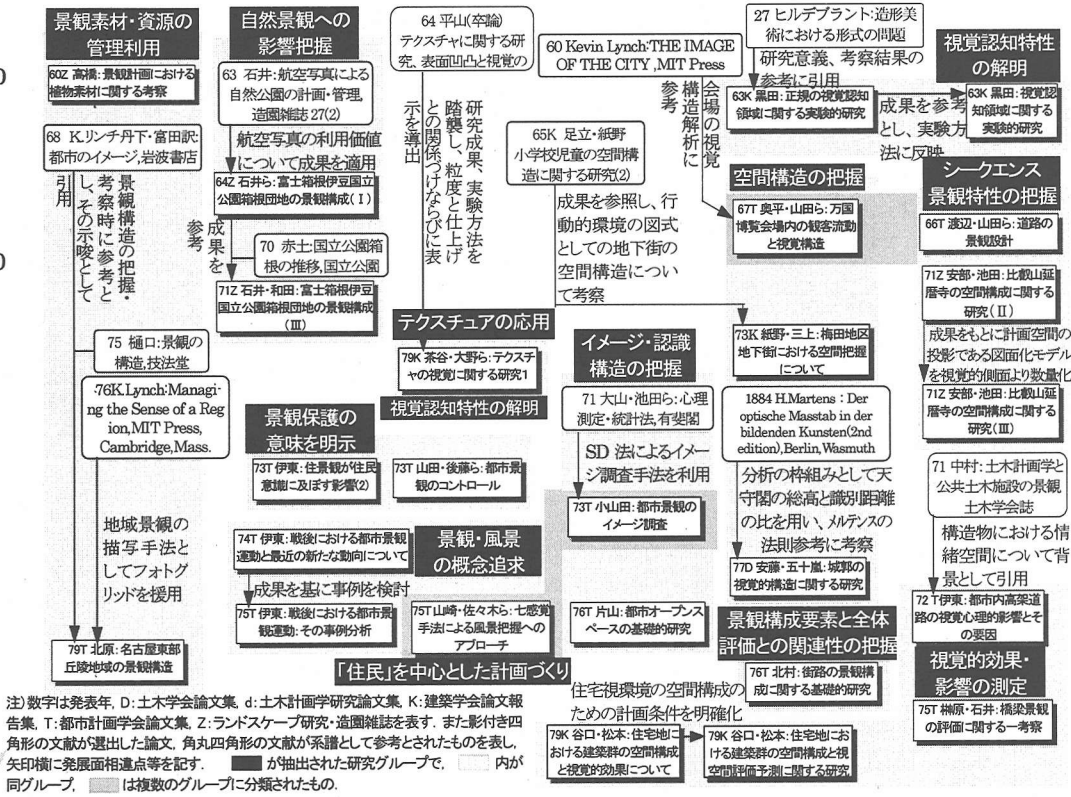 景観素材・資源の
管理利用
60Z 高橋：景観計画における
植物素材に関する考察
68 K.リンチ丹下・富田訳：
都市のイメージ,岩波書店
景観構造の把握・
考察時に参考と
し、その示唆として
引用
75 樋口：景観の
構造,技法堂
.76K.Lynch:Managi-
ng the Sense of a Reg
ion,MIT Press,
Cambridge,Mass.
地域景観の
描写手法と
してフォトグ
リッドを援用
79T 北原：名古屋東部
丘陵地域の景観構造
自然景観への
影響把握
63 石井：航空写真による
自然公園の計画・管理,
造園雑誌 27(2)
航空写真の利用価値
について成果を適用
64Z 石井ら：富士箱根伊豆国立
公園箱根団地の景観構成(Ⅰ)
成果を
参考
70 赤土:国立公園箱
根の推移,国立公園
71Z 石井・和田：富士箱根伊豆
国立公園箱根団地の景観構成
(Ⅲ)
景観保護の
意味を明示
73T 伊東：住景観が住民
意識に及ぼす影響(2)
73T 山田・後藤ら：都市景
観のコントロール
74T 伊東：戦後における都市景観
運動と最近の新たな動向について
成果を基に事例を検討
75T 伊東：戦後における都市景
観運動：その事例分析
景観・風景
の概念追求
75T 山崎・佐々木ら：七感覚
手法による風景把握への
アプローチ
「住民」を中心とした計画づくり
64 平山(卒論)
テクスチャに関する研
究、表面凹凸と視覚の
研究成果、実験方法を
踏襲し、粒度と仕上げ
との関係づけならびに表
示を導出
テクスチュアの応用
79K 茶谷・大野ら：テクスチ
ャの視覚に関する研究1
視覚認知特性の解明
60 Kevin Lynch:THE IMAGE
OF THE CITY ,MIT Press
会場の視覚
構造解析に
参考
65K 足立・紙野
小学校児童の空間構
造に関する研究(2)
成果を参照し、行
動的環境の図式
としての地下街の
空間構造につい
て考察
空間構造の把握
67T 奥平・山田ら：万国
博覧会場内の観客流動
と視覚構造
73K 紙野・三上：梅田地区
地下街における空間把握
について
イメージ・認識
構造の把握
71 大山・池田ら：心理
測定・統計法,有斐閣
SD 法によるイメー
ジ調査手法を利用
73T 小山田：都市景観の
イメージ調査
1884 H.Martens：Der
optische Masstab in der
bildenden Kunsten(2nd
edition),Berlin,Wasmuth
分析の枠組みとして天
守閣の総高と識別距離
の比を用い、メルテンスの
法則参考に考察
77D 安藤・五十嵐：城郭の
視覚的構造に関する研究
76T 片山：都市オープンス
ペースの基礎的研究
景観構成要素と全体
評価との関連性の把握
76T 北村：街路の景観構
成に関する基礎的研究
住宅視環境の空間構成の
ための計画条件を明確化
79K 谷口・松本：住宅地に
おける建築群の空間構成
と視覚的効果について
79K 谷口・松本：住宅地にお
ける建築群の空間構成と視
空間評価予測に関する研究
27 ヒルデブラント：造形美
術における形式の問題
研究意義、考察結果の
参考に引用
63K 黒田：正規の視覚認知
領域に関する実験的研究
成果を参考
とし、実験方
法に反映
視覚認知特性
の解明
63K 黒田：視覚認
知領域に関する
実験的研究
シークエンス
景観特性の把握
66T 渡辺・山田ら：道路の
景観設計
71Z 安部・池田：比叡山延
暦寺の空間構成に関する
研究(Ⅱ)
成果をもとに計画空間の
投影である図面化モデル
を視覚的側面より数量化
71Z 安部・池田：比叡山延
暦寺の空間構成に関する
研究(Ⅲ)
71 中村：土木計画学と
公共土木施設の景観
土木学会誌
構造物における情
緒空間について背
景として引用
72 T伊東：都市内高架道
路の視覚心理的影響とそ
の要因
視覚的効果・
影響の測定
75T 榊原・石井：橋梁景観
の評価に関する一考察
注)数字は発表年, D：土木学会論文集, d：土木計画学研究論文集, K：建築学会論文報
告集, T：都市計画学会論文集, Z：ランドスケープ研究・造園雑誌を表す. また影付き四
角形の文献が選出した論文, 角丸四角形の文献が系譜として参考とされたものを表し,
矢印横に発展面相違点等を記す. が抽出された研究グループで, 内が
同グループ, は複数のグループに分類されたもの.